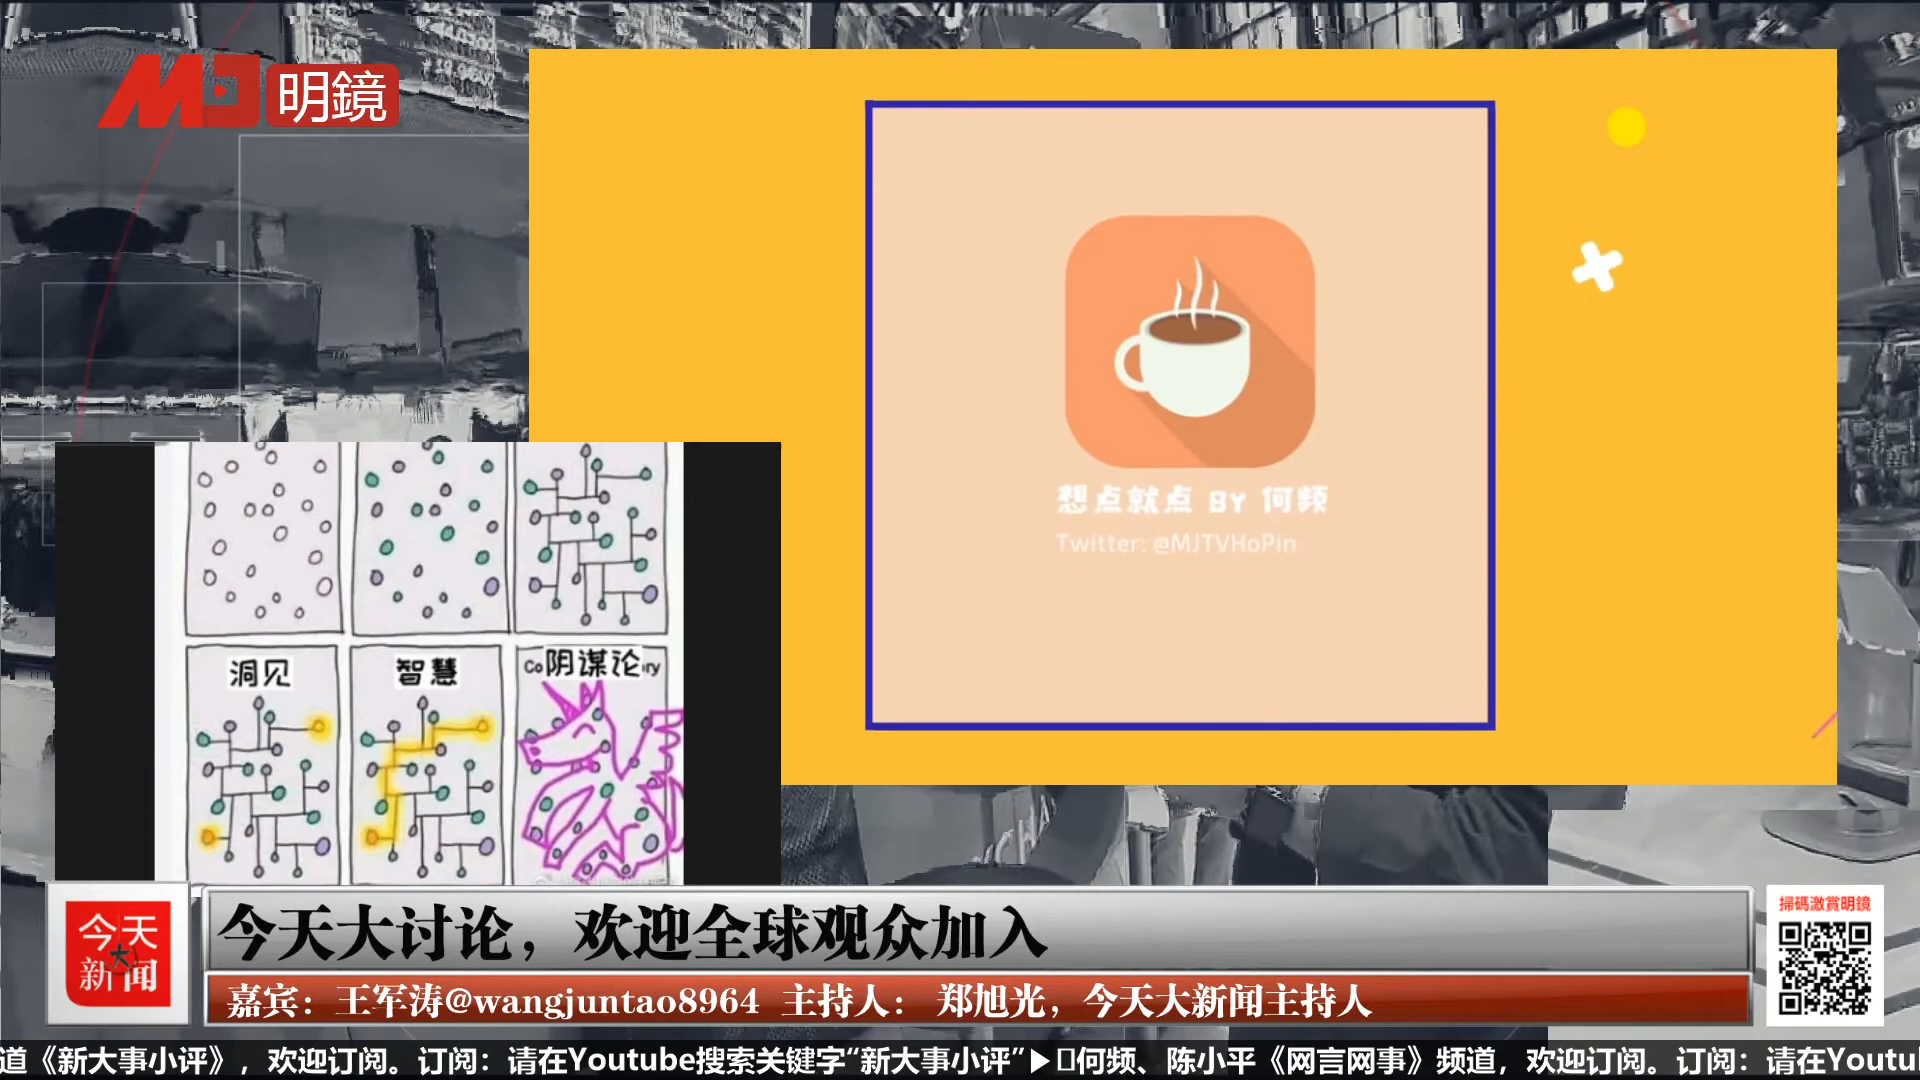 明鏡
想点就点 BY 何频
Twitter: @MJTVHoPin
洞见
智慧
Co阴谋论ry
今天
大
新闻
今天大讨论，欢迎全球观众加入
嘉宾：王军涛@wangjuntao8964 主持人： 郑旭光，今天大新闻主持人
掃碼激賞明鏡
道《新大事小评》，欢迎订阅。订阅：请在Youtube搜索关键字“新大事小评”▶何频、陈小平《网言网事》频道，欢迎订阅。订阅：请在Youtu